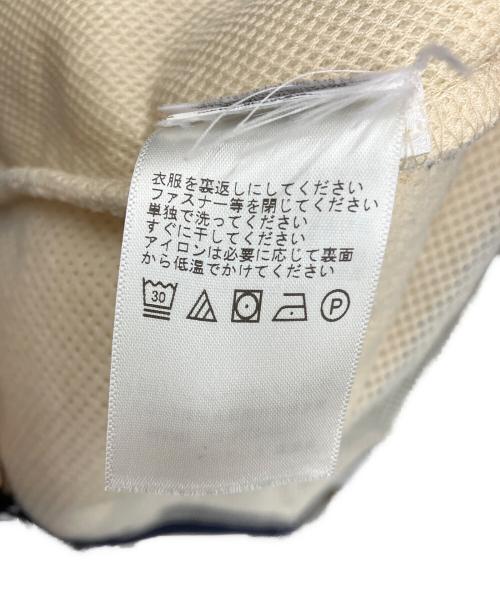 衣服を裏返しにしてください
ファスナー等を閉じてください
単独で洗ってください
すぐに干してください
アイロンは必要に応じて裏面
から低温でかけてください
30 P